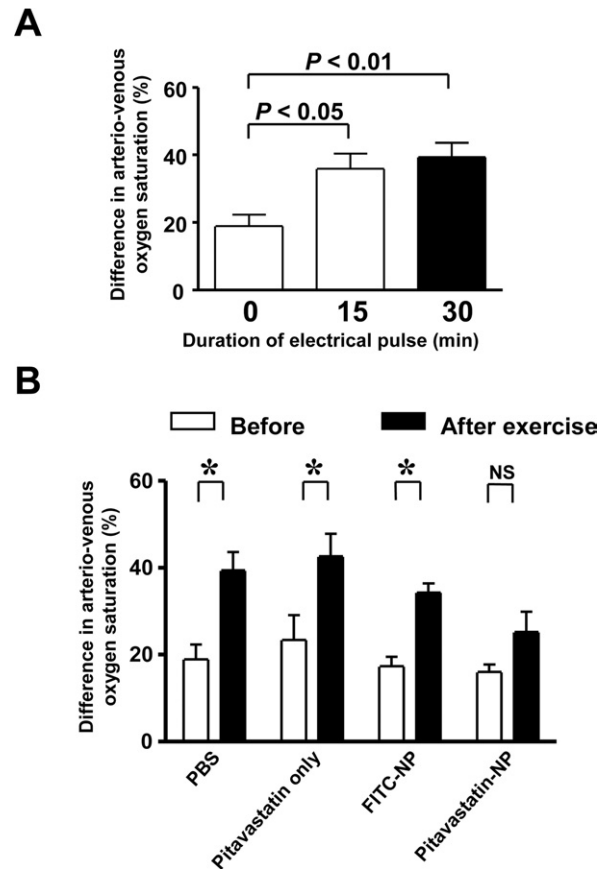 A
Difference in arterio-venous
oxygen saturation (%)
60
40
20
0
P < 0.01
P < 0.05
0 15 30
Duration of electrical pulse (min)
B
Before After exercise
Difference in arterio-venous
oxygen saturation (%)
60
40
20
0
* * * NS
PBS
Pitavastatin only
FITC-NP
Pitavastatin-NP